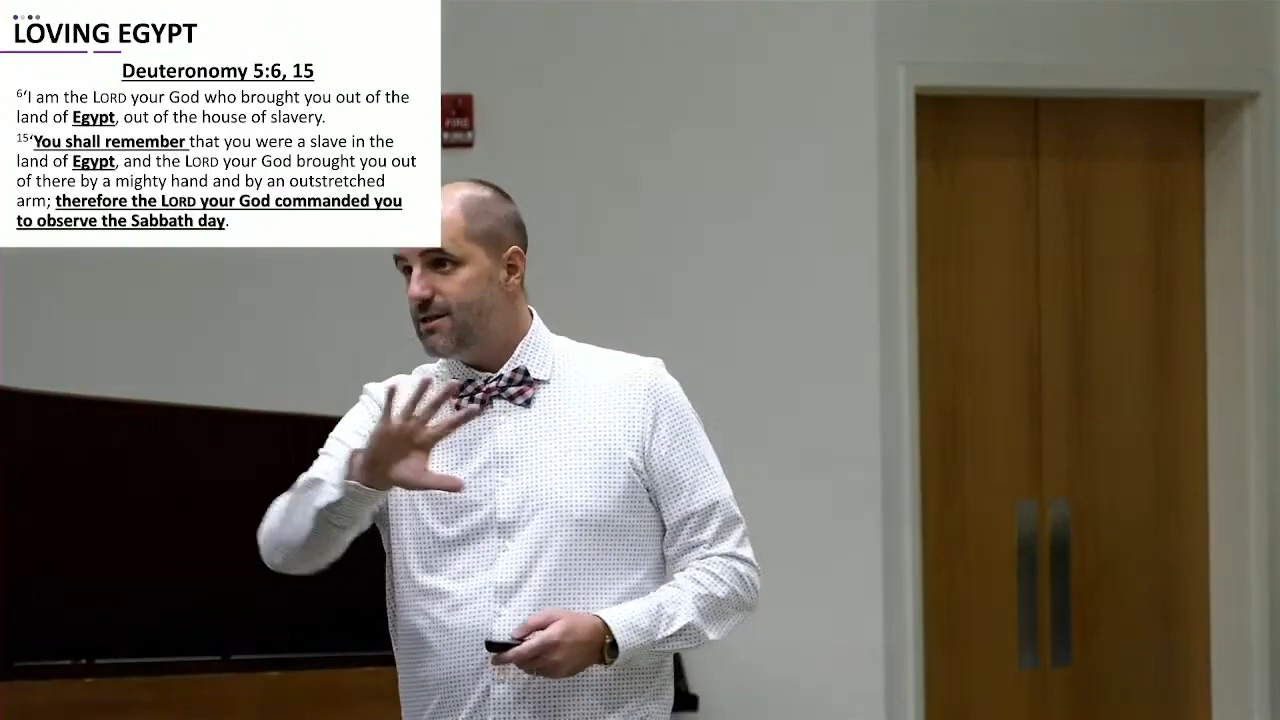 LOVING EGYPT
Deuteronomy 5:6, 15
6‘I am the LORD your God who brought you out of the
land of Egypt, out of the house of slavery.
15‘You shall remember that you were a slave in the
land of Egypt, and the LORD your God brought you out
of there by a mighty hand and by an outstretched
arm; therefore the LORD your God commanded you
to observe the Sabbath day.
FIRE